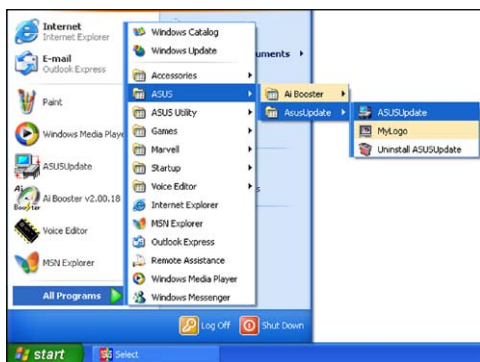 Internet
Internet Explorer
E-mail
Outlook Express
Paint
Windows Media Playe
ASUSUpdate
Ai Booster v2.00.18
Voice Editor
MSN Explorer
All Programs
Windows Catalog
Windows Update
Accessories
ASUS
ASUS Utility
Games
Marvell
Startup
Voice Editor
Internet Explorer
MSN Explorer
Outlook Express
Remote Assistance
Windows Media Player
Windows Messenger
uments
s
Ai Booster
AsusUpdate
ASUSUpdate
MyLogo
Uninstall ASUSUpdate
Log Off
Shut Down
start
Select